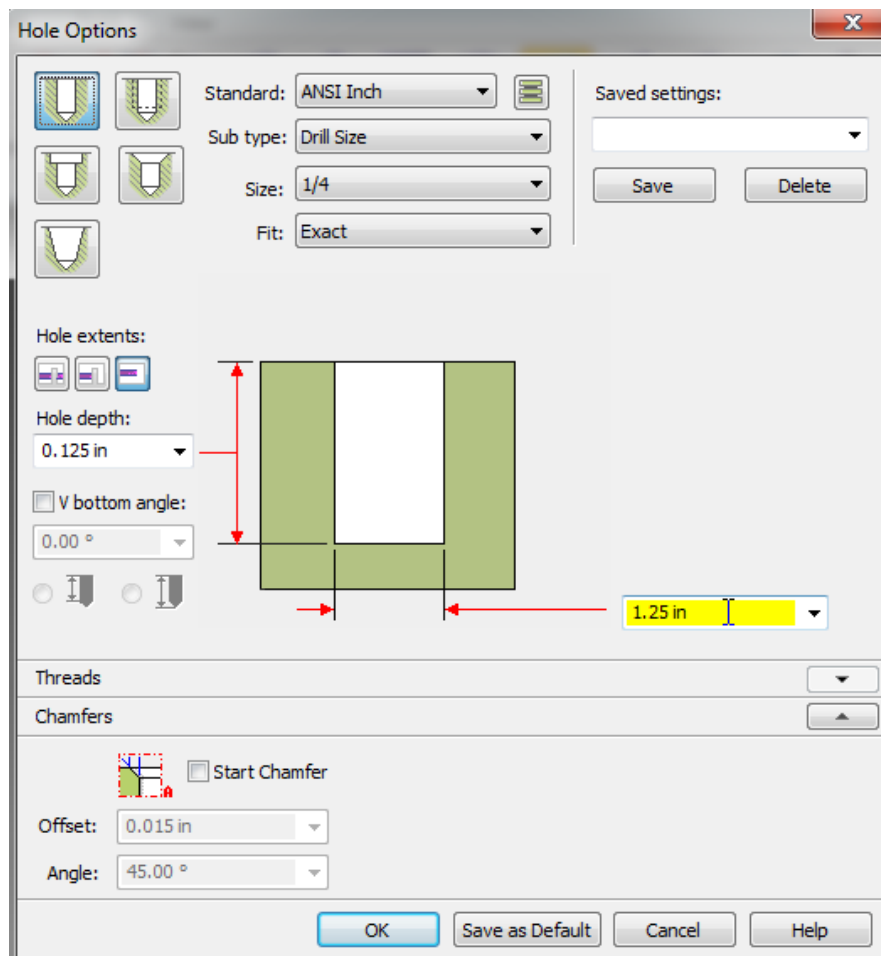 Hole Options
Standard: ANSI Inch
Saved settings:
Sub type: Drill Size
Size: 1/4
Save Delete
Fit: Exact
Hole extents:
Hole depth:
0.125 in
V bottom angle:
0.00 °
1.25 in
Threads
Chamfers
A Start Chamfer
Offset: 0.015 in
Angle: 45.00 °
OK Save as Default Cancel Help